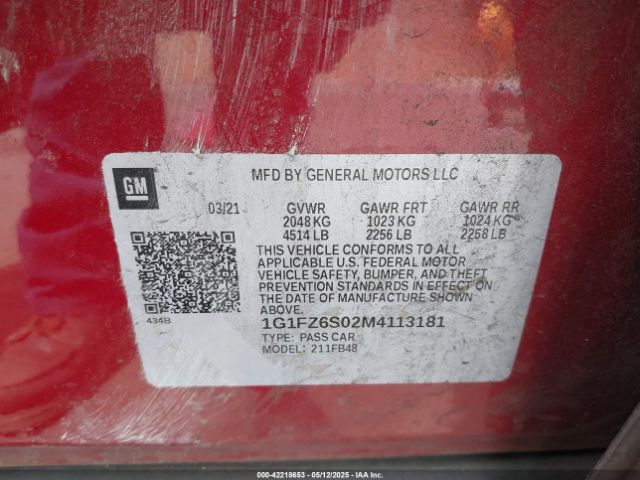 GM
MFD BY GENERAL MOTORS LLC
03/21 GVWR GAWR FRT GAWR RR
2048 KG 1023 KG 1024 KG
4514 LB 2256 LB 2258 LB
THIS VEHICLE CONFORMS TO ALL
APPLICABLE U.S. FEDERAL MOTOR
VEHICLE SAFETY, BUMPER, AND THEFT
PREVENTION STANDARDS IN EFFECT
ON THE DATE OF MANUFACTURE SHOWN
ABOVE.
434B
1G1FZ6S02M4113181
TYPE: PASS CAR
MODEL: 211FB48
000-42218653 - 05/12/2025 - IAAI.COM